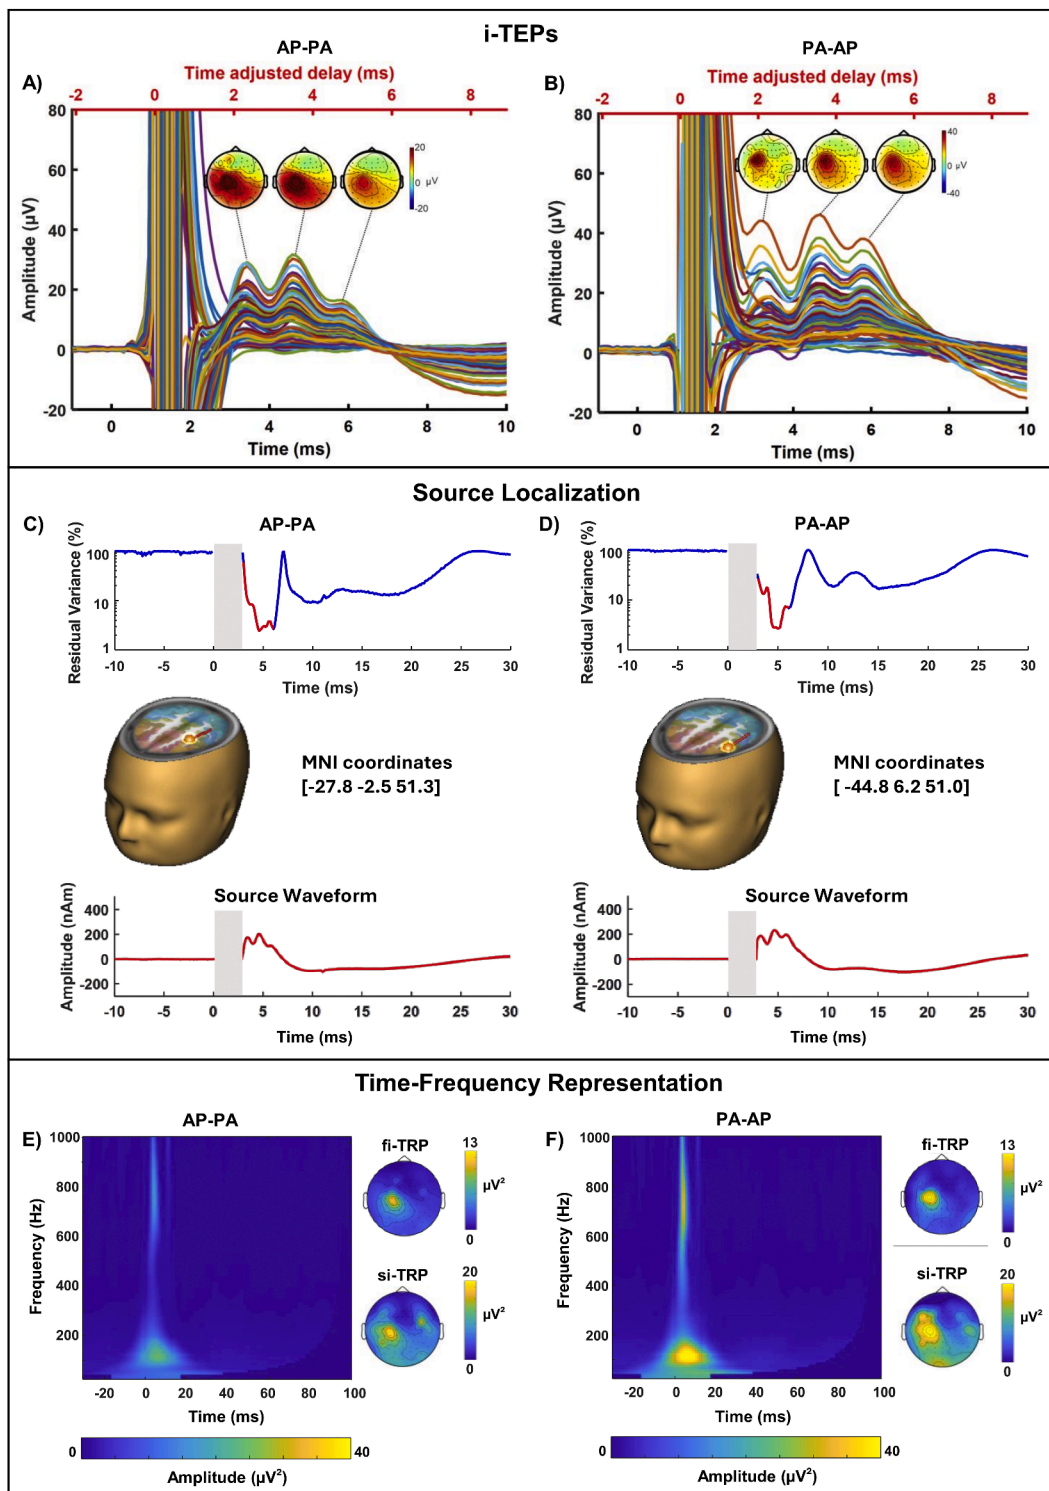 i-TEPs
AP-PA
PA-AP
A)
Time adjusted delay (ms)
B)
Time adjusted delay (ms)
-2 0 2 4 6 8
-2 0 2 4 6 8
80
60
40
20
0
-20
Amplitude (µV)
20
0 µV
-20
0 2 4 6 8 10
Time (ms)
80
60
40
20
0
-20
Amplitude (µV)
40
0 µV
-40
0 2 4 6 8 10
Time (ms)
Source Localization
C)
AP-PA
D)
PA-AP
Residual Variance (%)
100
10
1
-10 -5 0 5 10 15 20 25 30
Time (ms)
Residual Variance (%)
100
10
1
-10 -5 0 5 10 15 20 25 30
Time (ms)
MNI coordinates
[-27.8 -2.5 51.3]
MNI coordinates
[ -44.8 6.2 51.0]
Source Waveform
Amplitude (nAm)
400
200
0
-200
-10 -5 0 5 10 15 20 25 30
Time (ms)
Source Waveform
Amplitude (nAm)
400
200
0
-200
-10 -5 0 5 10 15 20 25 30
Time (ms)
Time-Frequency Representation
AP-PA
PA-AP
E)
Frequency (Hz)
1000
800
600
400
200
-20 0 20 40 60 80 100
Time (ms)
fi-TRP
13
µV²
0
si-TRP
20
µV²
0
0 40
Amplitude (µV²)
F)
Frequency (Hz)
1000
800
600
400
200
-20 0 20 40 60 80 100
Time (ms)
fi-TRP
13
µV²
0
si-TRP
20
µV²
0
0 40
Amplitude (µV²)